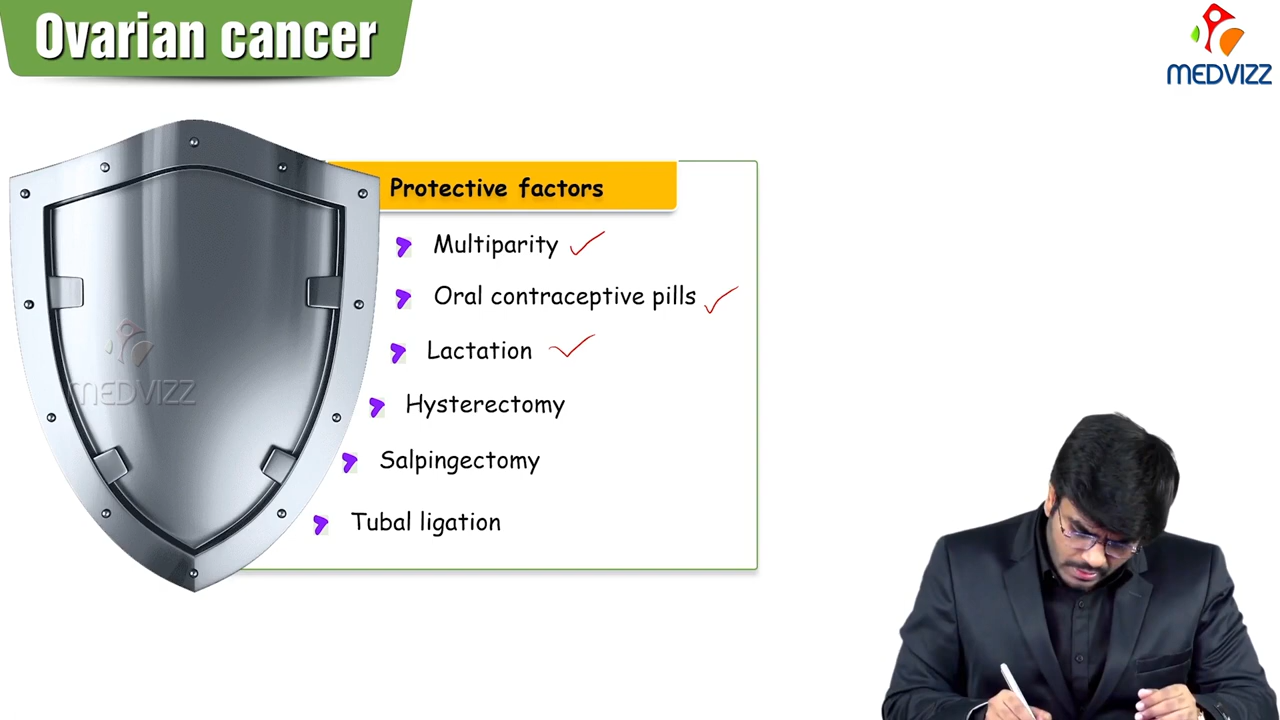 Ovarian cancer
MEDVIZZ
Protective factors
Multiparity
Oral contraceptive pills
Lactation
Hysterectomy
Salpingectomy
Tubal ligation
MEDVIZZ